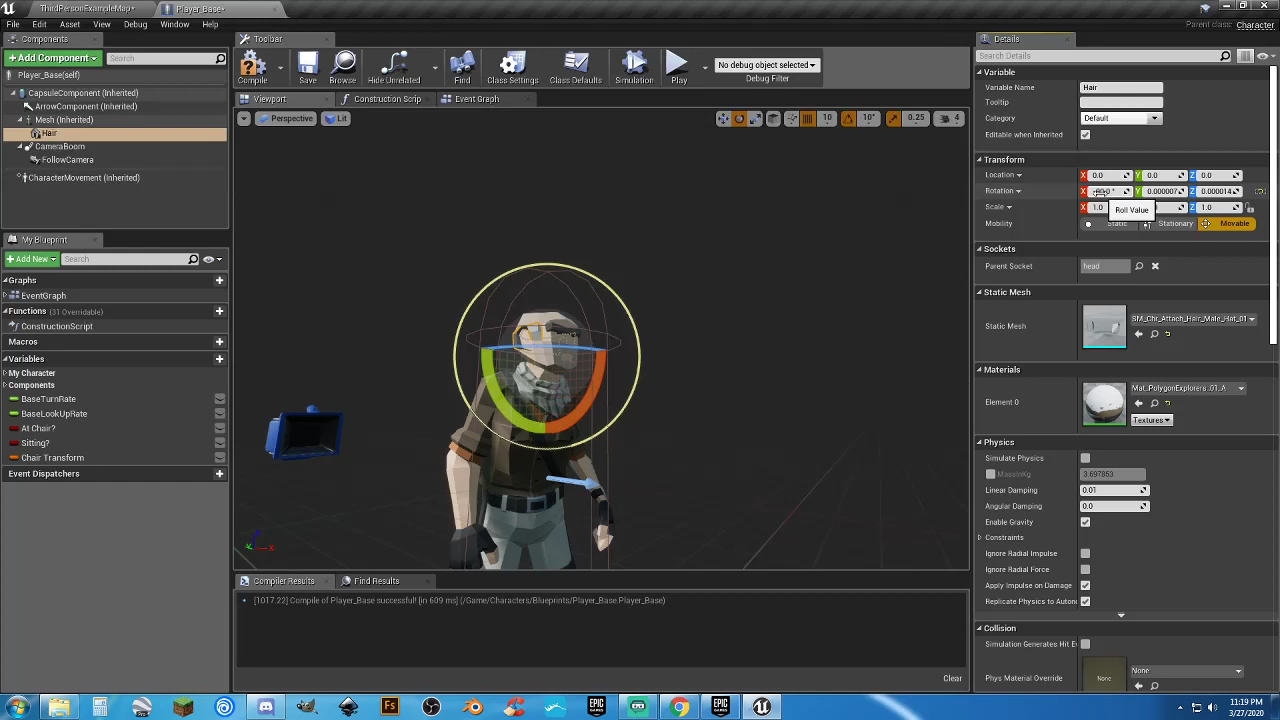 ThirdPersonExampleMap*
Player_Base*
File
Edit
Asset
View
Debug
Window
Help
Parent class: Character
Components
+ Add Component
Search
Player_Base(self)
CapsuleComponent (Inherited)
ArrowComponent (Inherited)
Mesh (Inherited)
Hair
CameraBoom
FollowCamera
CharacterMovement (Inherited)
My Blueprint
+ Add New
Search
Graphs
EventGraph
Functions (31 Overridable)
ConstructionScript
Macros
Variables
My Character
Components
BaseTurnRate
BaseLookUpRate
At Chair?
Sitting?
Chair Transform
Event Dispatchers
Toolbar
Compile
Save
Browse
Hide Unrelated
Find
Class Settings
Class Defaults
Simulation
Play
No debug object selected
Debug Filter
Viewport
Construction Scrip
Event Graph
Perspective
Lit
10
10°
0.25
4
Compiler Results
Find Results
[1017.22] Compile of Player_Base successful! [in 609 ms] (/Game/Characters/Blueprints/Player_Base.Player_Base)
Clear
Details
Search Details
Variable
Variable Name
Hair
Tooltip
Category
Default
Editable when Inherited
Transform
Location
X 0.0
Y 0.0
Z 0.0
Rotation
X
Y 0.000007
Z 0.000014
Scale
X 1.0
Z 1.0
Roll Value
Mobility
Static
Stationary
Movable
Sockets
Parent Socket
head
Static Mesh
Static Mesh
SM_Chr_Attach_Hair_Male_Hat_01
Materials
Element 0
Mat_PolygonExplorers_01_A
Textures
Physics
Simulate Physics
MassInKg
3.697853
Linear Damping
0.01
Angular Damping
0.0
Enable Gravity
Constraints
Ignore Radial Impulse
Ignore Radial Force
Apply Impulse on Damage
Replicate Physics to Autono
Collision
Simulation Generates Hit E
Phys Material Override
None
None
EPIC GAMES
EPIC GAMES
11:19 PM
3/27/2020